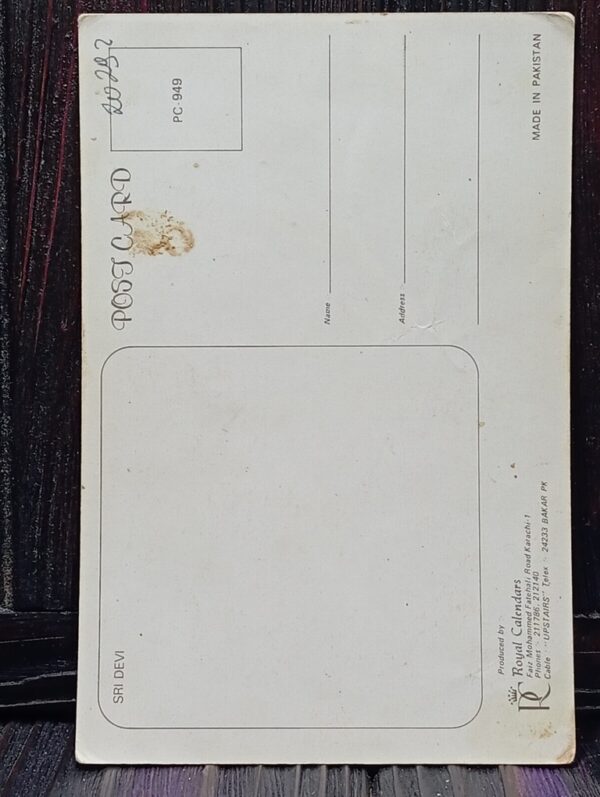 SRI DEVI
POST CARD
20292
PC-949
Name
Address
Produced by
Royal Calendars
Faiz Mohammed Fatehali Road Karachi-1
Phones :- 211786, 212140
Cable :- "UPSTAIRS" Telex :- 24233 BAKAR PK
MADE IN PAKISTAN